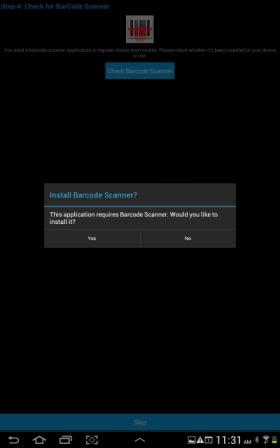 Step 4: Check for BarCode Scanner
You need a barcode scanner application to register clients from mobile. Please check whether it's been installed in your device
or not.
Check Barcode Scanner
Install Barcode Scanner?
This application requires Barcode Scanner. Would you like to
install it?
Yes
No
Skip
11:31 AM